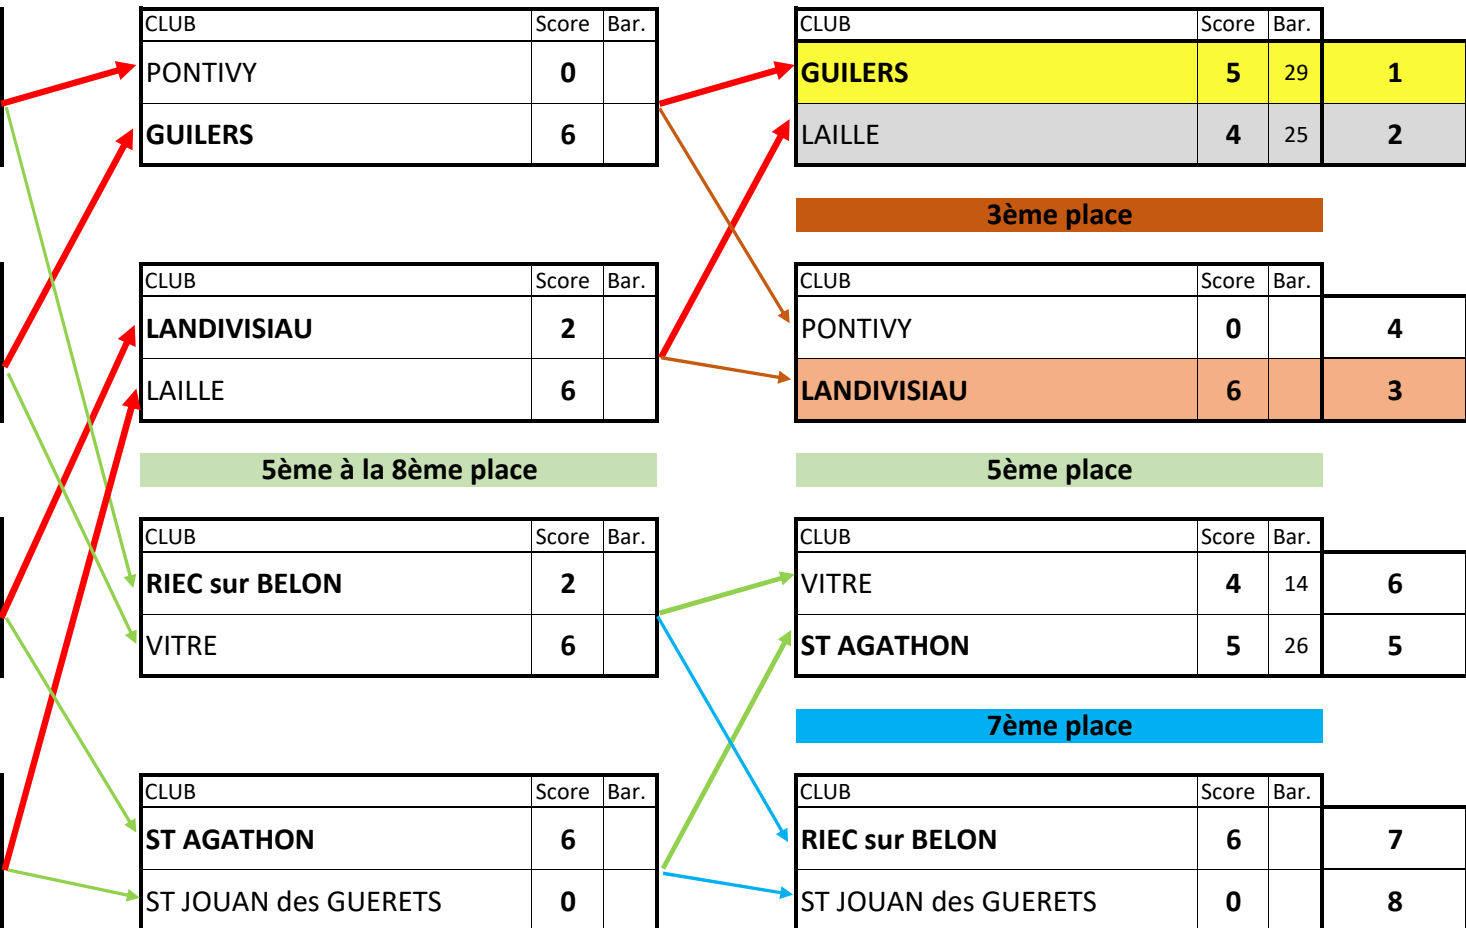 CLUB Score Bar. CLUB Score Bar.
PONTIVY 0 GUILERS 5 29 1
GUILERS 6 LAILLE 4 25 2
3ème place
CLUB Score Bar. CLUB Score Bar.
LANDIVISIAU 2 PONTIVY 0 4
LAILLE 6 LANDIVISIAU 6 3
5ème à la 8ème place 5ème place
CLUB Score Bar. CLUB Score Bar.
RIEC sur BELON 2 VITRE 4 14 6
VITRE 6 ST AGATHON 5 26 5
7ème place
CLUB Score Bar. CLUB Score Bar.
ST AGATHON 6 RIEC sur BELON 6 7
ST JOUAN des GUERETS 0 ST JOUAN des GUERETS 0 8